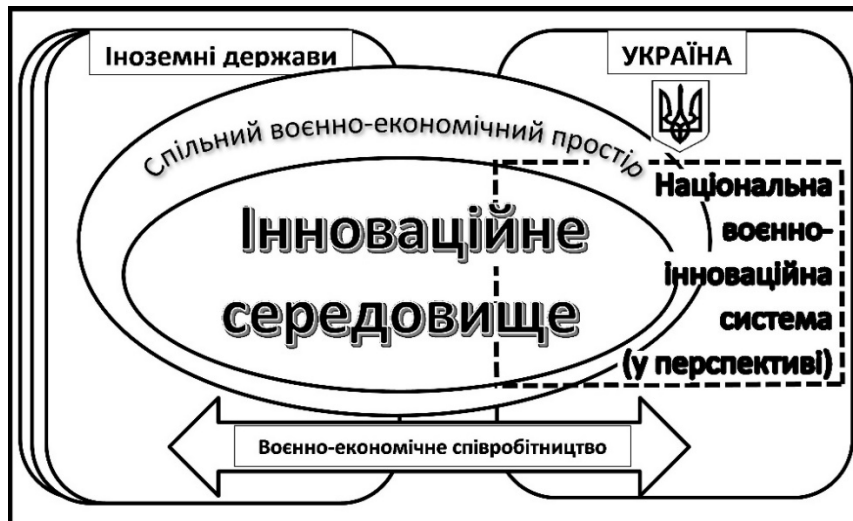 Іноземні держави
УКРАЇНА
Спільний воєнно-економічний простір
Інноваційне
середовище
Національна
воєнно-
інноваційна
система
(у перспективі)
Воєнно-економічне співробітництво